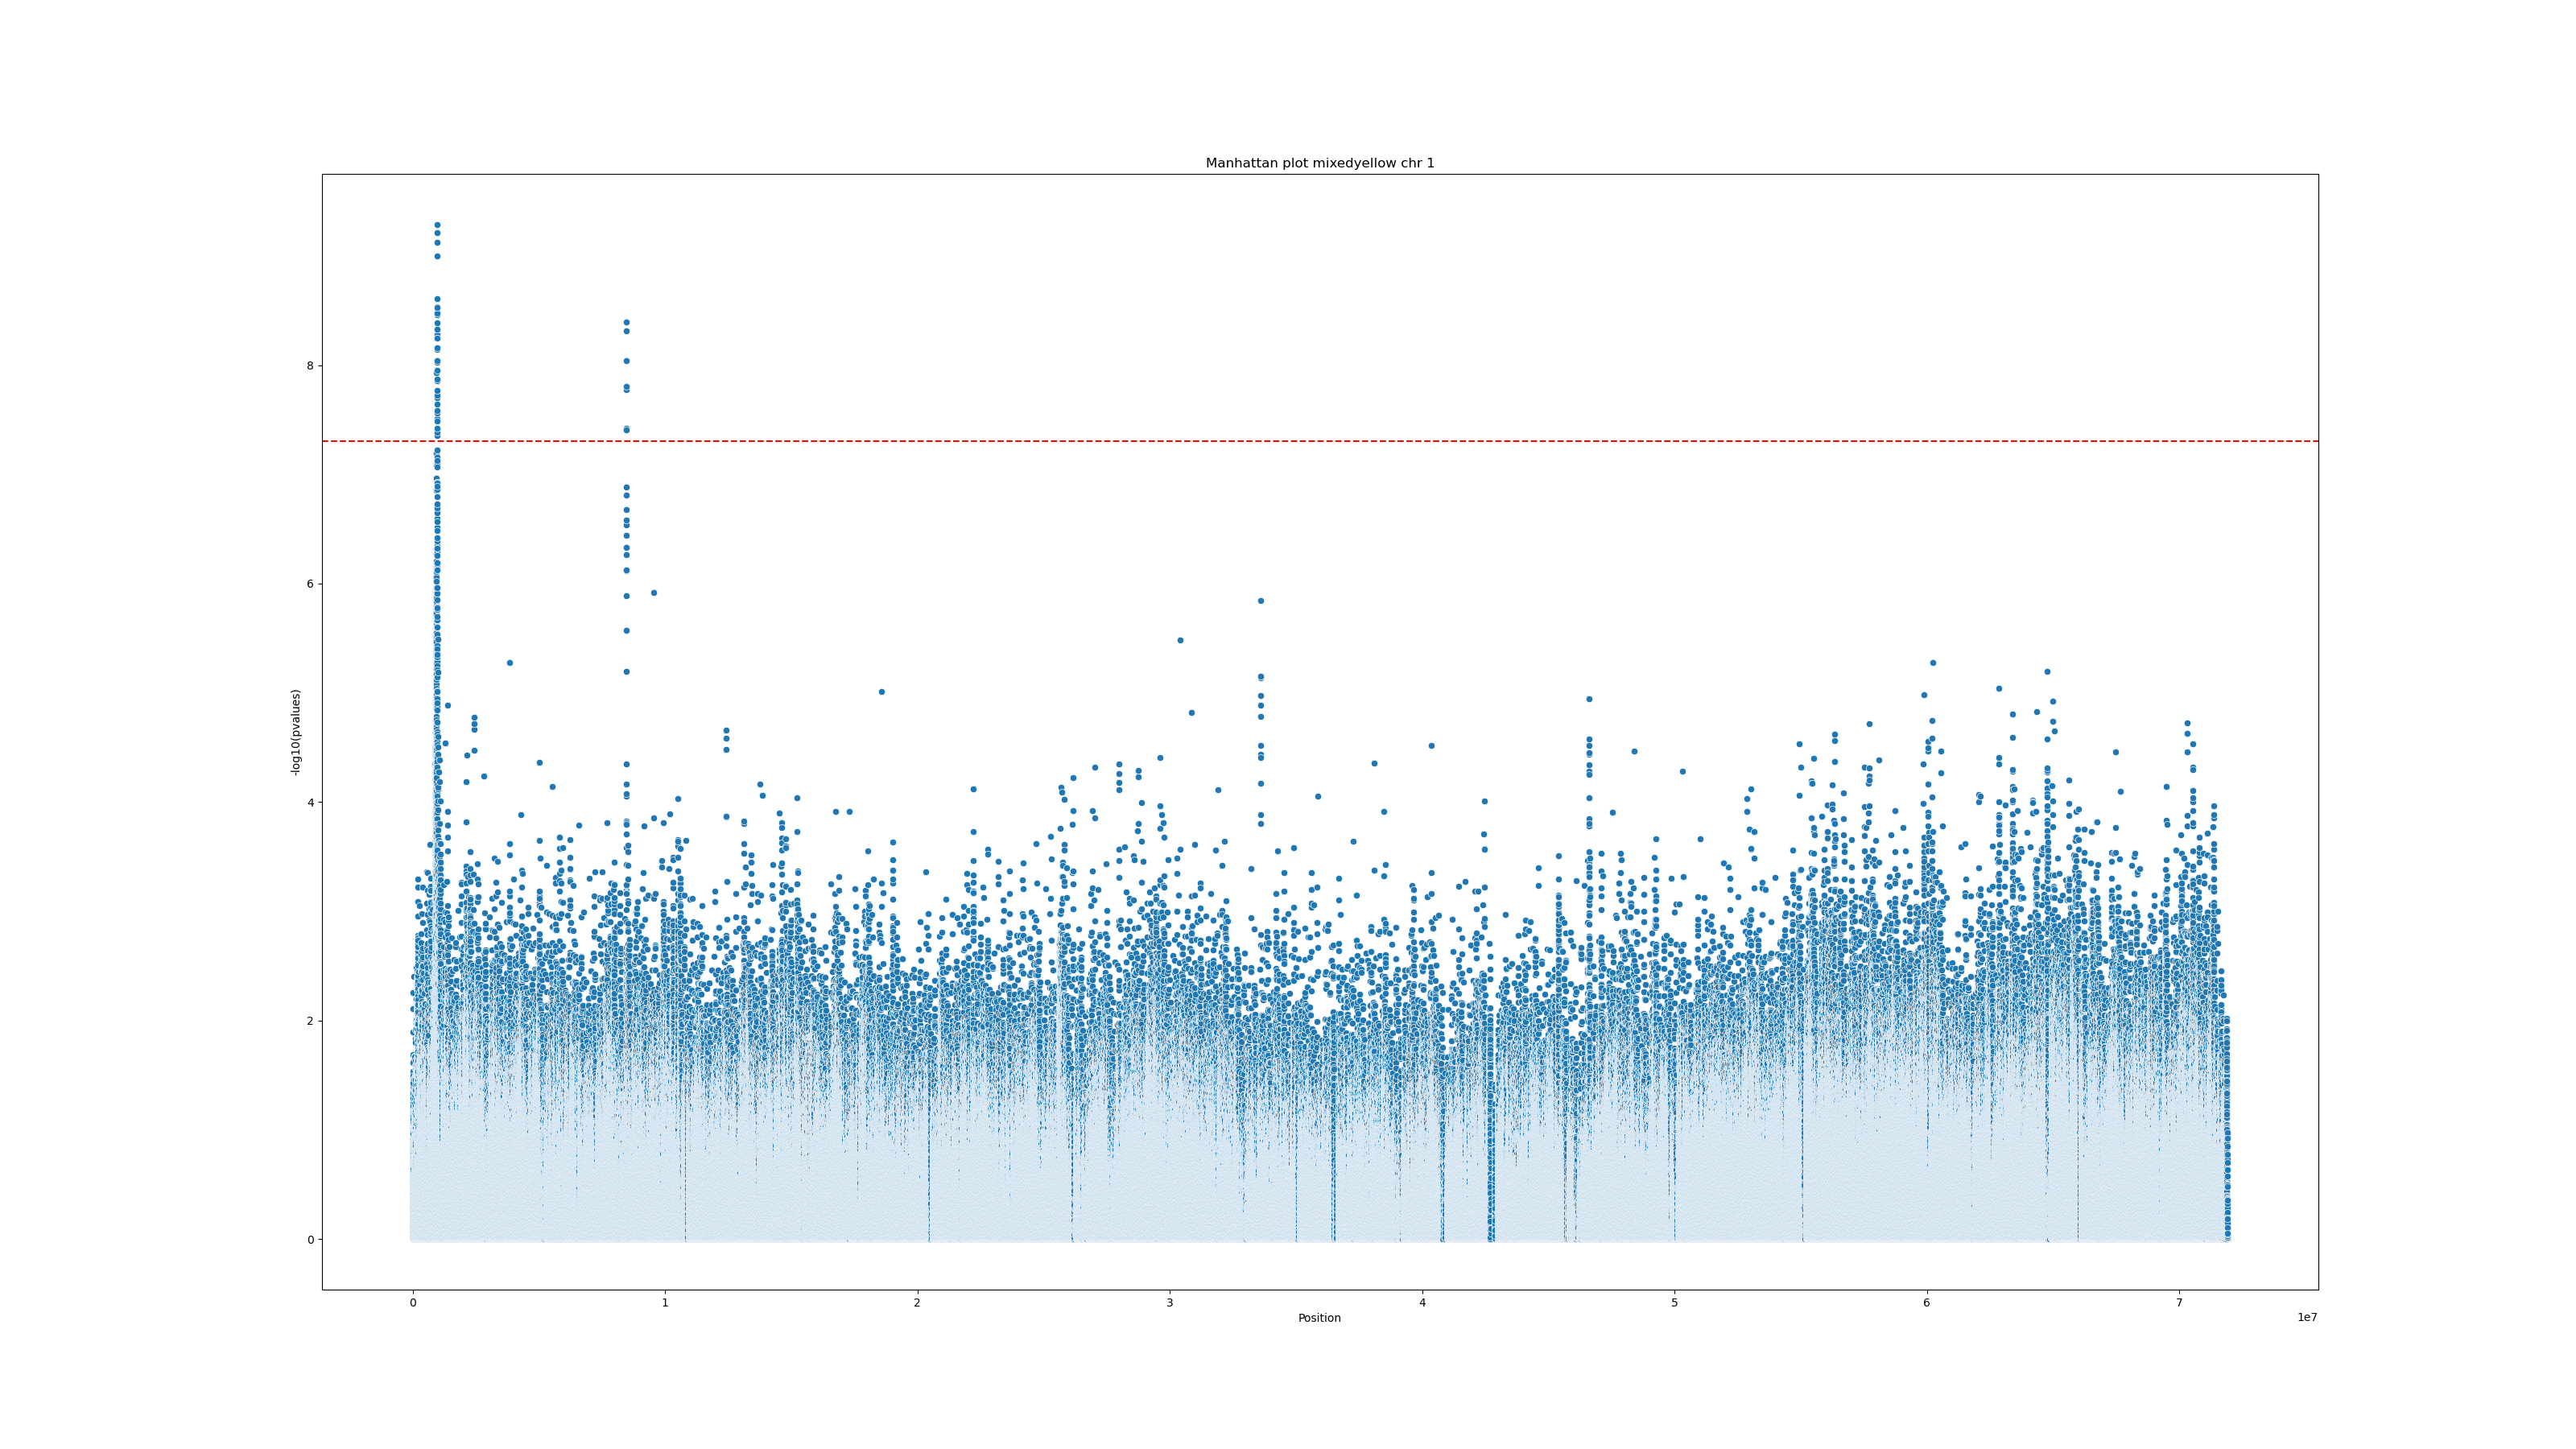 Manhattan plot mixedyellow chr 1
8
6
4
2
0
-log10(pvalues)
0 1 2 3 4 5 6 7
1e7
Position